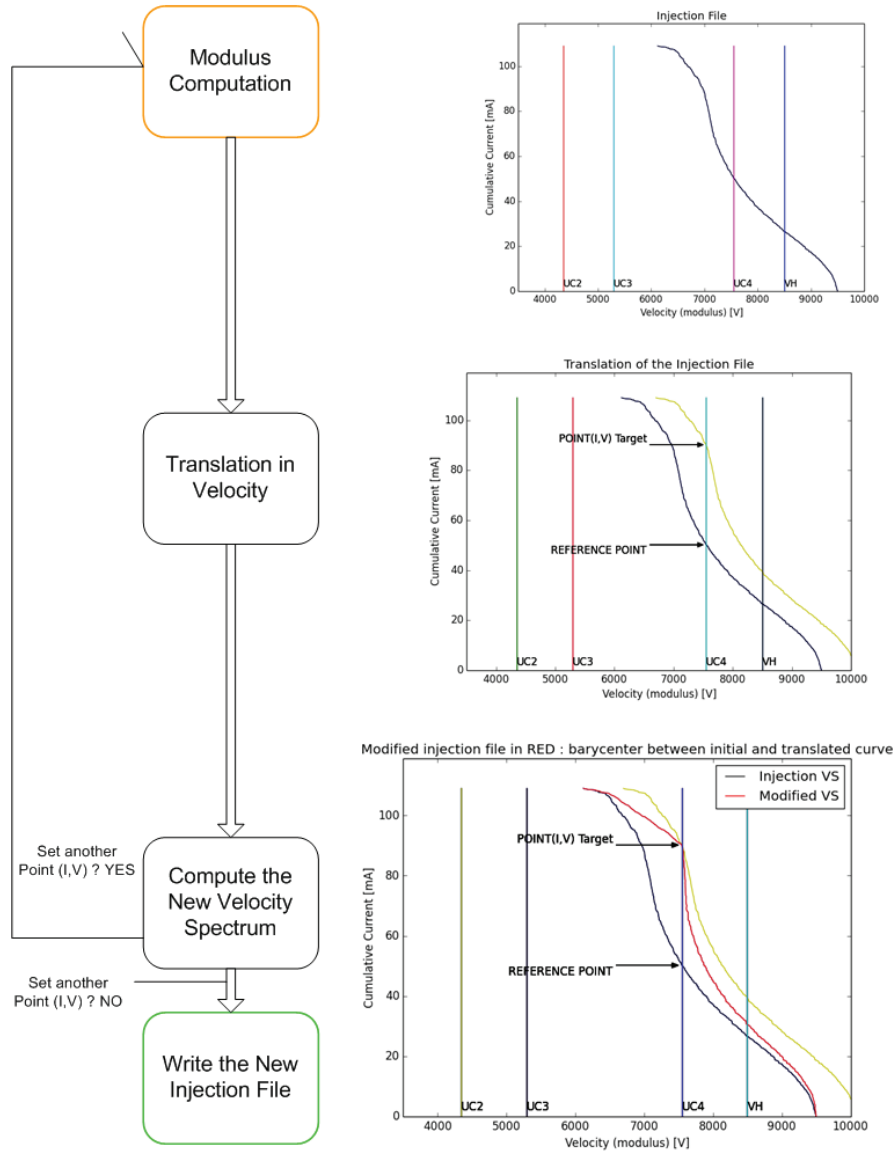 Modulus
Computation
Translation in
Velocity
Set another
Point (I,V) ? YES
Compute the
New Velocity
Spectrum
Set another
Point (I,V) ? NO
Write the New
Injection File
Injection File
Cumulative Current [mA]
100
80
60
40
20
0
UC2
UC3
UC4
VH
4000
5000
6000
7000
8000
9000
10000
Velocity (modulus) [V]
Translation of the Injection File
Cumulative Current [mA]
100
80
60
40
20
0
POINT(I,V) Target
REFERENCE POINT
UC2
UC3
UC4
VH
4000
5000
6000
7000
8000
9000
10000
Velocity (modulus) [V]
Modified injection file in RED : barycenter between initial and translated curve
Injection VS
Modified VS
Cumulative Current [mA]
100
80
60
40
20
0
POINT(I,V) Target
REFERENCE POINT
UC2
UC3
UC4
VH
4000
5000
6000
7000
8000
9000
10000
Velocity (modulus) [V]